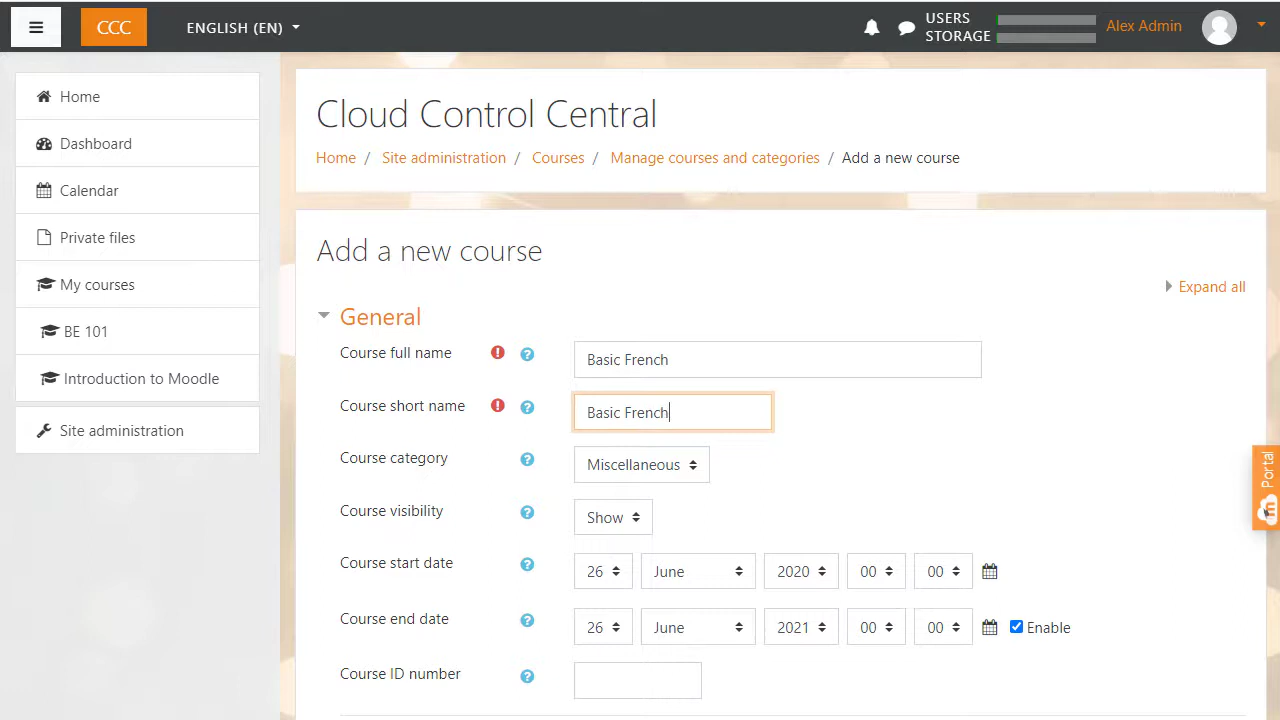 CCC
ENGLISH (EN)
USERS
STORAGE
Alex Admin
Home
Dashboard
Calendar
Private files
My courses
BE 101
Introduction to Moodle
Site administration
Cloud Control Central
Home / Site administration / Courses / Manage courses and categories / Add a new course
Add a new course
Expand all
General
Course full name
Basic French
Course short name
Basic French
Course category
Miscellaneous
Course visibility
Show
Course start date
26 June 2020 00 00
Course end date
26 June 2021 00 00 Enable
Course ID number
Portal